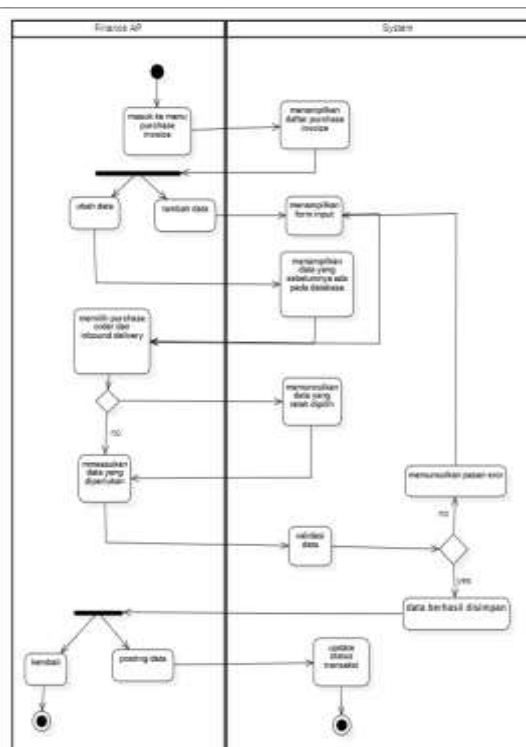 Finance AP
System
masuk ke menu
purchase
invoice
menampilkan
daftar purchase
invoice
ubah data
tambah data
menampilkan
form input
menampilkan
data yang
sebelumnya ada
pada database
memilih purchase
order dan
inbound delivery
memunculkan
data yang
telah dipilih
no
memasukan
data yang
diperlukan
memunculkan pesan eror
no
validasi
data
yes
data berhasil disimpan
kembali
posting data
update
status
transaksi